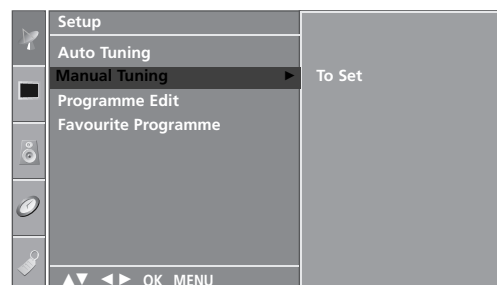 Setup
Auto Tuning
Manual Tuning ► To Set
Programme Edit
Favourite Programme
▲▼ ◄► OK MENU